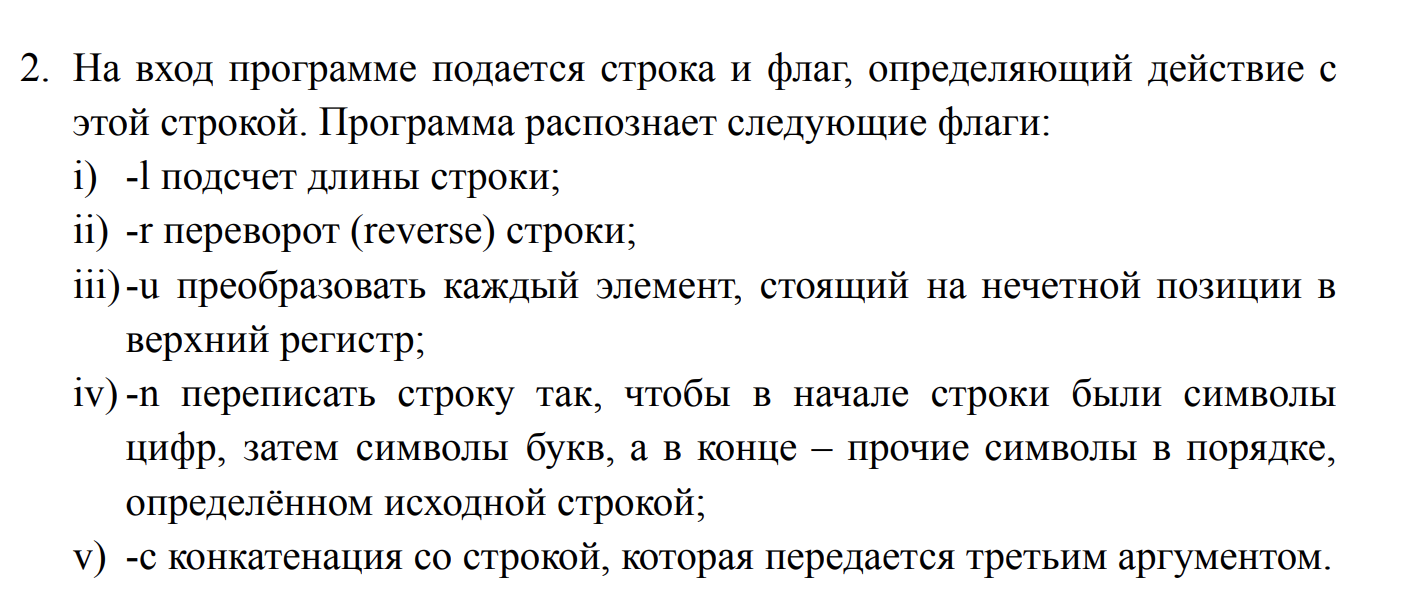 2. На вход программе подается строка и флаг, определяющий действие с
этой строкой. Программа распознает следующие флаги:
i) -l подсчет длины строки;
ii) -r переворот (reverse) строки;
iii) -u преобразовать каждый элемент, стоящий на нечетной позиции в
верхний регистр;
iv) -n переписать строку так, чтобы в начале строки были символы
цифр, затем символы букв, а в конце – прочие символы в порядке,
определённом исходной строкой;
v) -c конкатенация со строкой, которая передается третьим аргументом.